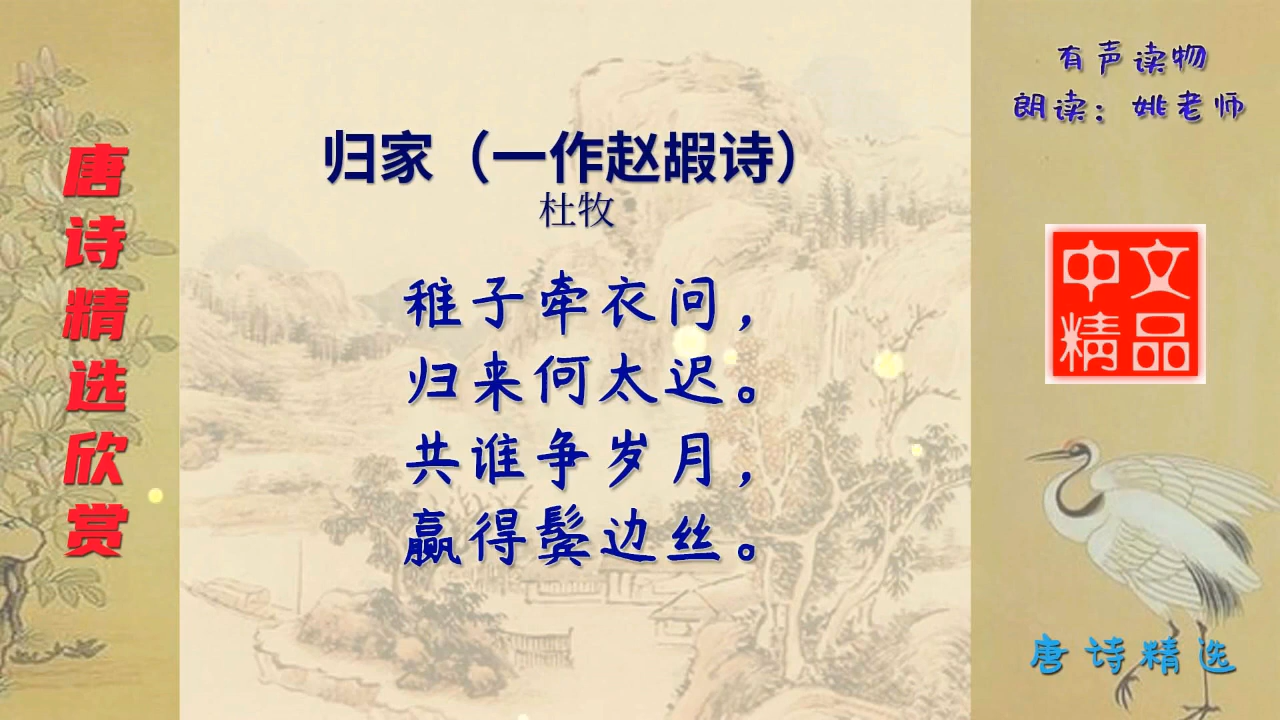 唐诗精选欣赏
归家（一作赵嘏诗）
杜牧
稚子牵衣问，
归来何太迟。
共谁争岁月，
赢得鬓边丝。
有声读物
朗读：姚老师
中文
精品
唐诗精选